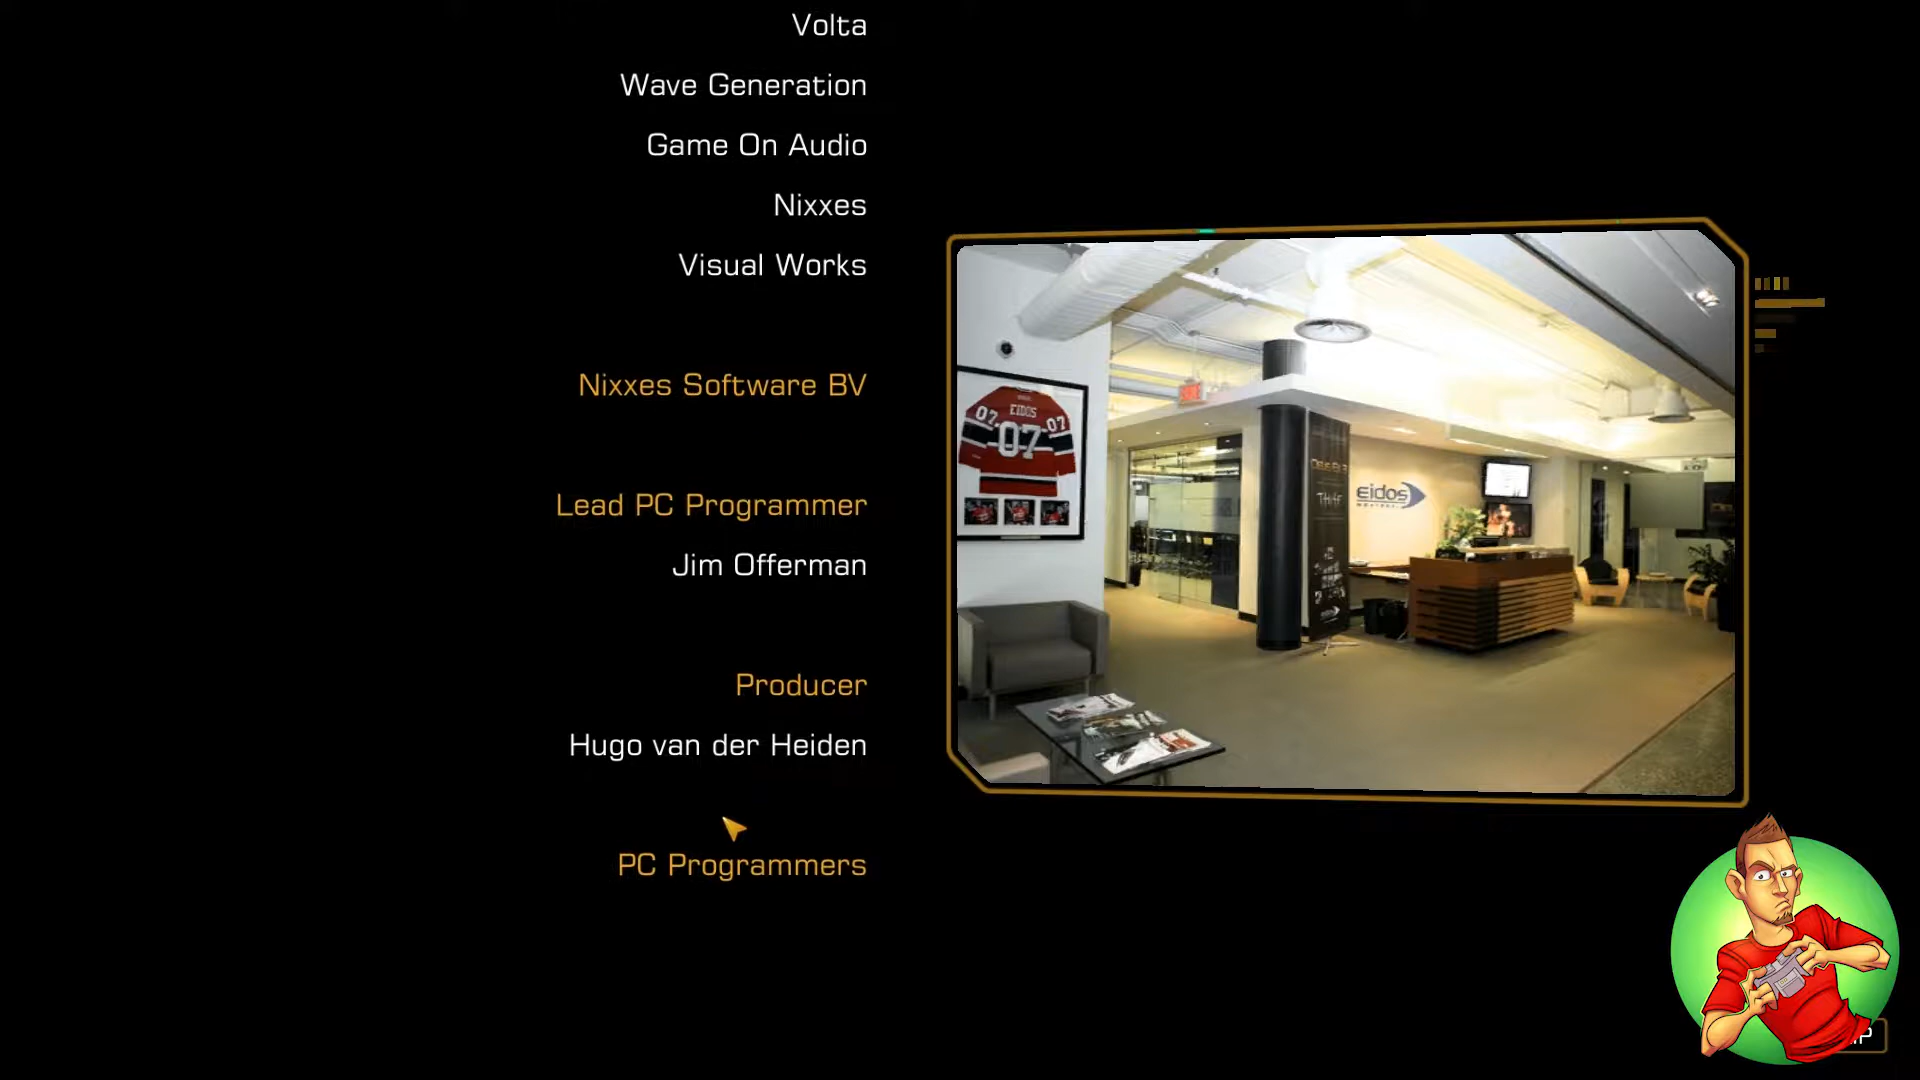 Volta
Wave Generation
Game On Audio
Nixxes
Visual Works
Nixxes Software BV
Lead PC Programmer
Jim Offerman
Producer
Hugo van der Heiden
PC Programmers
EIDOS
07 07 07
eidos